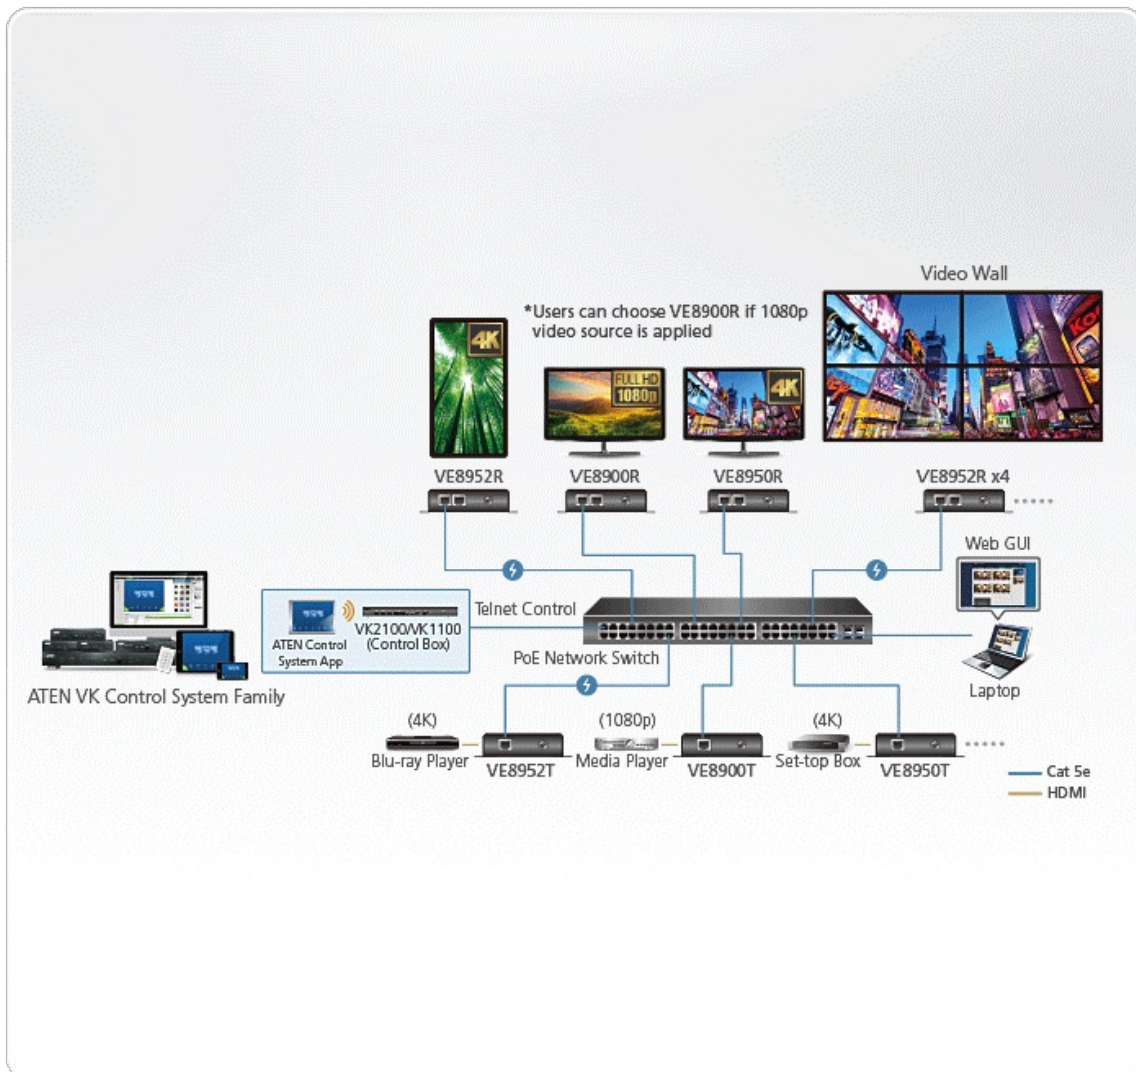 Video Wall
*Users can choose VE8900R if 1080p
video source is applied
4K
FULL HD
1080p
4K
VE8952R
VE8900R
VE8950R
VE8952R x4
Web GUI
Telnet Control
VK2100/VK1100
(Control Box)
ATEN Control
System App
PoE Network Switch
Laptop
ATEN VK Control System Family
(4K)
(1080p)
(4K)
Blu-ray Player
VE8952T
Media Player
VE8900T
Set-top Box
VE8950T
Cat 5e
HDMI